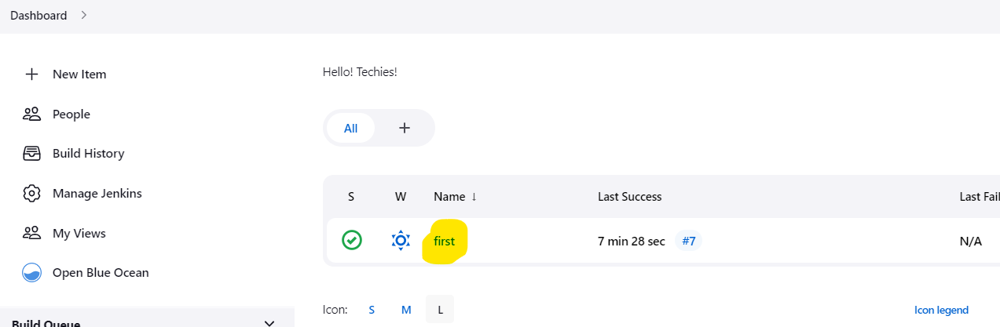 Dashboard
New Item
People
Build History
Manage Jenkins
My Views
Open Blue Ocean
Build Queue
Hello! Techies!
All +
S W Name ↓ Last Success Last Fai
first 7 min 28 sec #7 N/A
Icon: S M L Icon legend